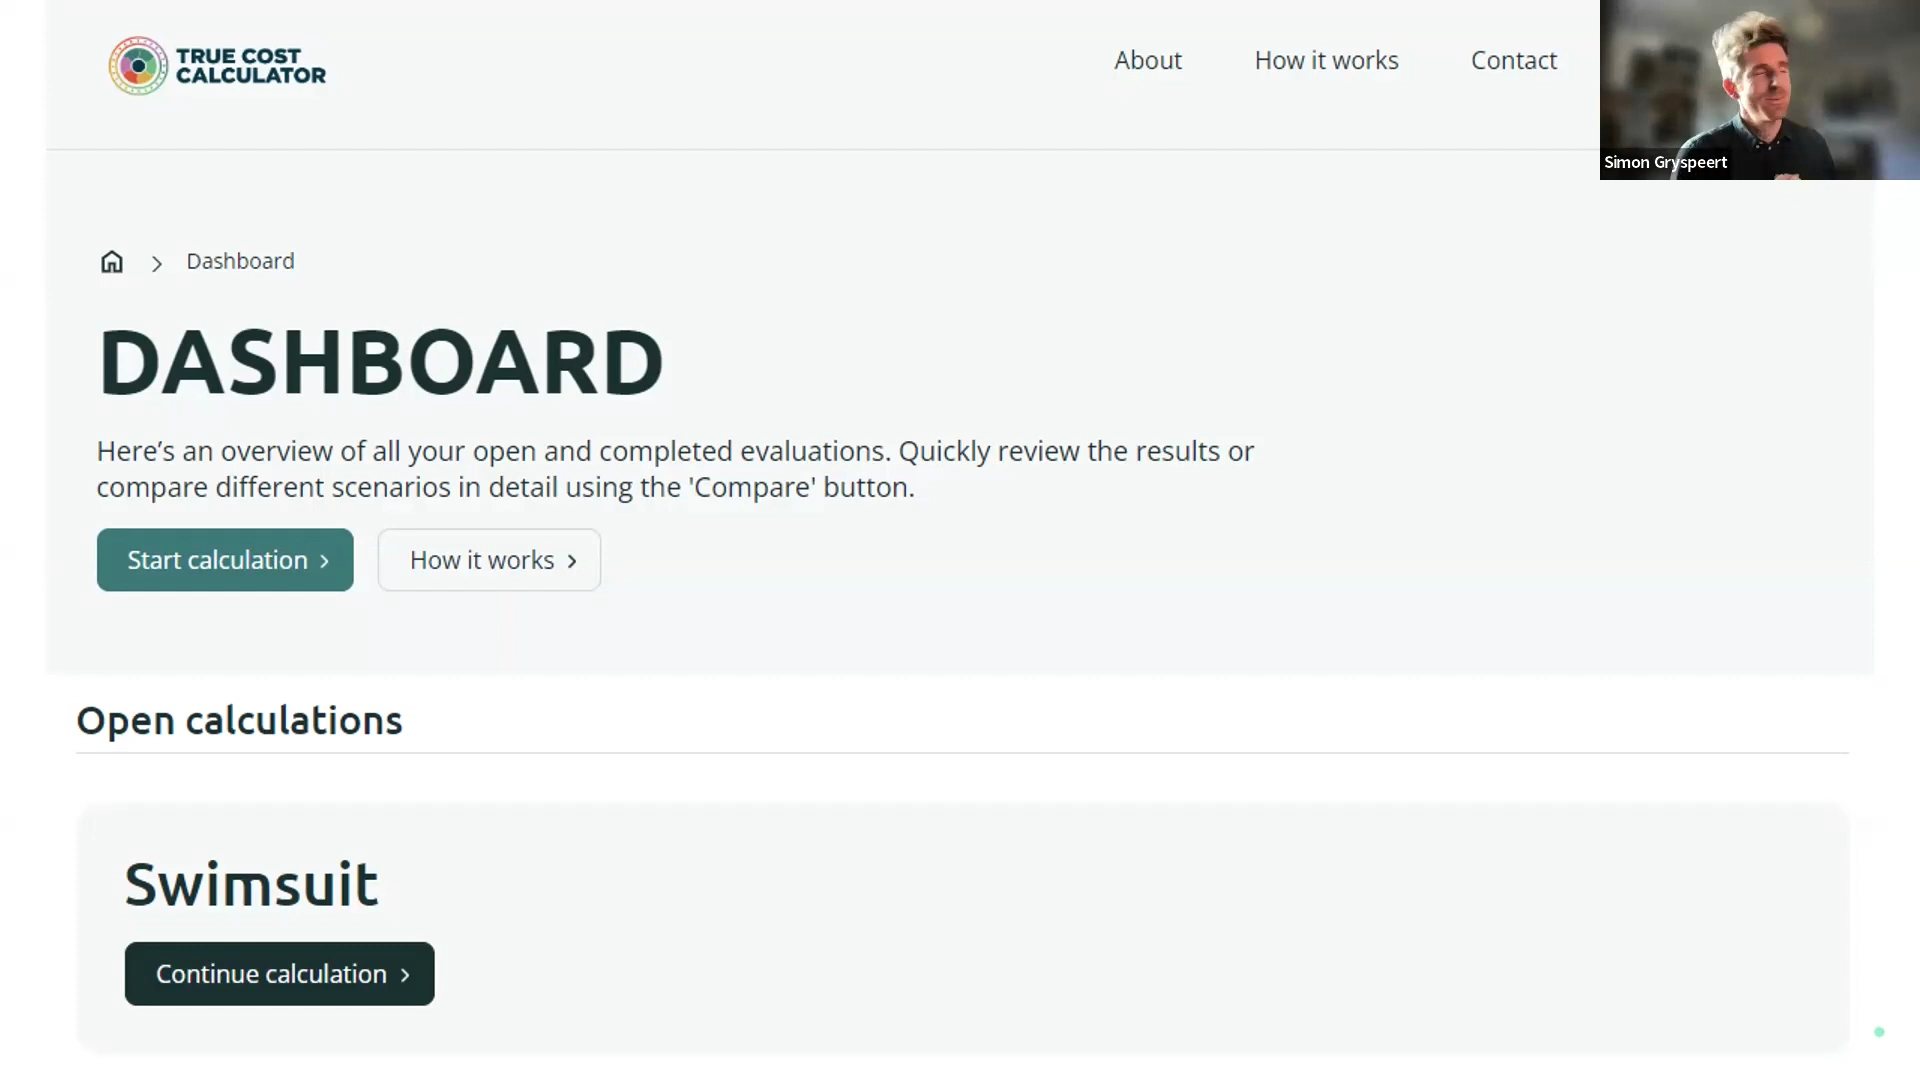 TRUE COST
CALCULATOR
About
How it works
Contact
Simon Gryspeert
Dashboard
DASHBOARD
Here’s an overview of all your open and completed evaluations. Quickly review the results or
compare different scenarios in detail using the 'Compare' button.
Start calculation
How it works
Open calculations
Swimsuit
Continue calculation